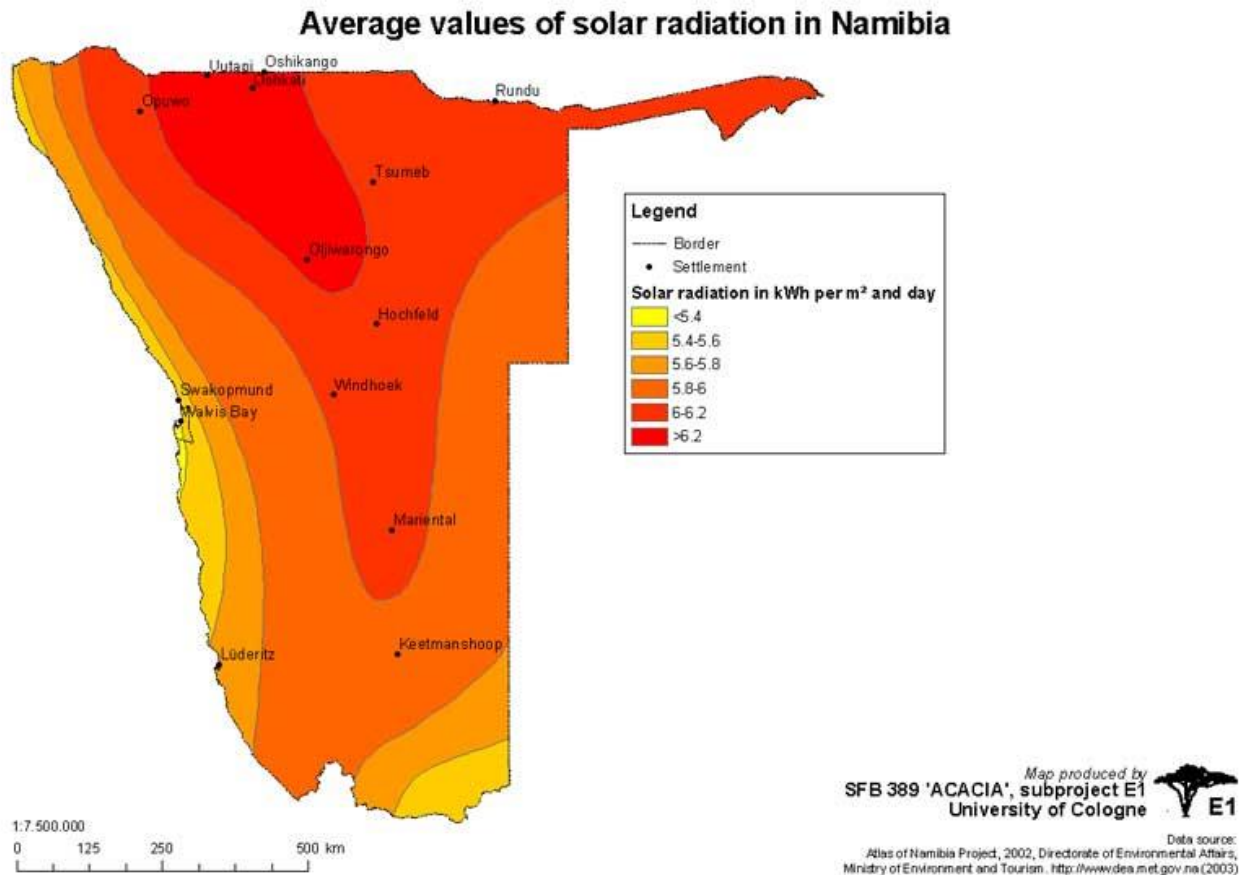 Average values of solar radiation in Namibia
Uutapi
Oshikango
Opuwo
Rundu
Tsumeb
Otjiwarongo
Hochfeld
Windhoek
Swakopmund
Walvis Bay
Mariental
Keetmanshoop
Lüderitz
Legend
Border
Settlement
Solar radiation in kWh per m² and day
<5.4
5.4-5.6
5.6-5.8
5.8-6
6-6.2
>6.2
1:7.500.000
0 125 250 500 km
Map produced by
SFB 389 'ACACIA', subproject E1
University of Cologne
E1
Data source:
Atlas of Namibia Project, 2002, Directorate of Environmental Affairs,
Ministry of Environment and Tourism. http://www.dea.met.gov.na (2003)